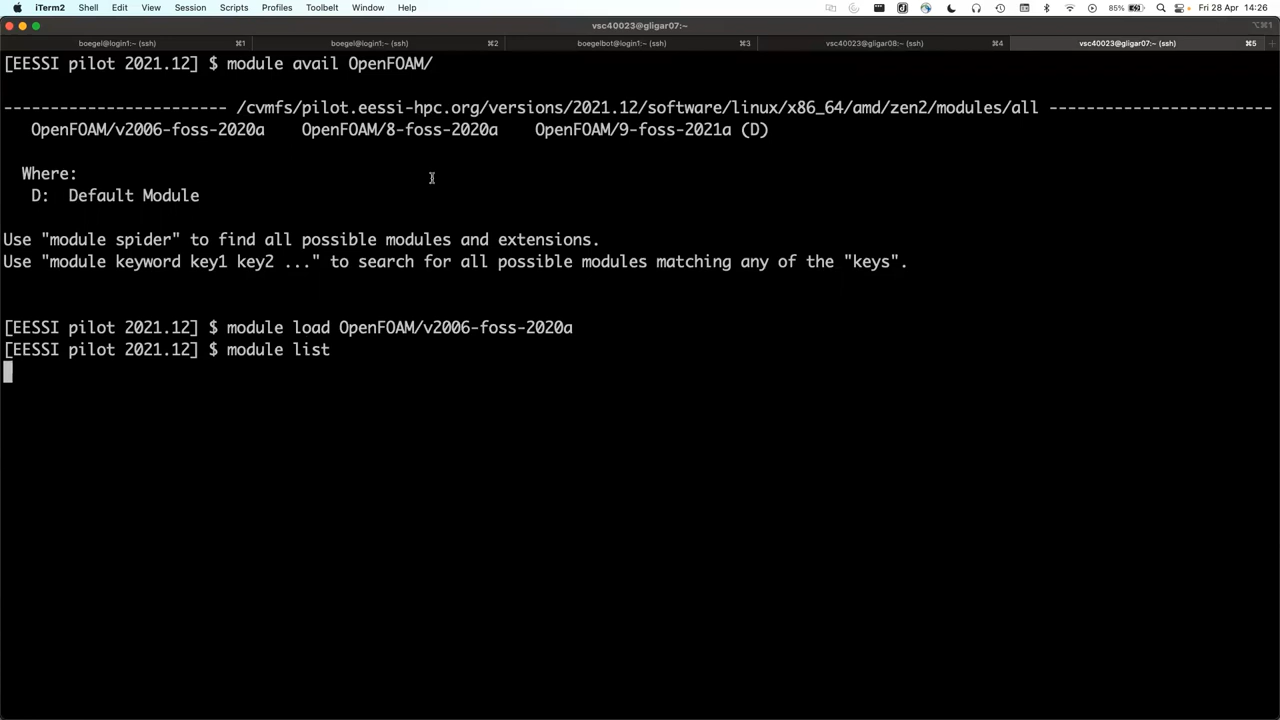 iTerm2 Shell Edit View Session Scripts Profiles Toolbelt Window Help 85% Fri 28 Apr 14:26
vsc40023@gligar07:~ ⌥⌘1
boegel@login1:~ (ssh) ⌘1 boegel@login1:~ (ssh) ⌘2 boegelbot@login1:~ (ssh) ⌘3 vsc40023@gligar08:~ (ssh) ⌘4 vsc40023@gligar07:~ (ssh) ⌘5
[EESSI pilot 2021.12] $ module avail OpenFOAM/
------------------------ /cvmfs/pilot.eessi-hpc.org/versions/2021.12/software/linux/x86_64/amd/zen2/modules/all ------------------------
OpenFOAM/v2006-foss-2020a OpenFOAM/8-foss-2020a OpenFOAM/9-foss-2021a (D)
Where:
D: Default Module
Use "module spider" to find all possible modules and extensions.
Use "module keyword key1 key2 ..." to search for all possible modules matching any of the "keys".
[EESSI pilot 2021.12] $ module load OpenFOAM/v2006-foss-2020a
[EESSI pilot 2021.12] $ module list